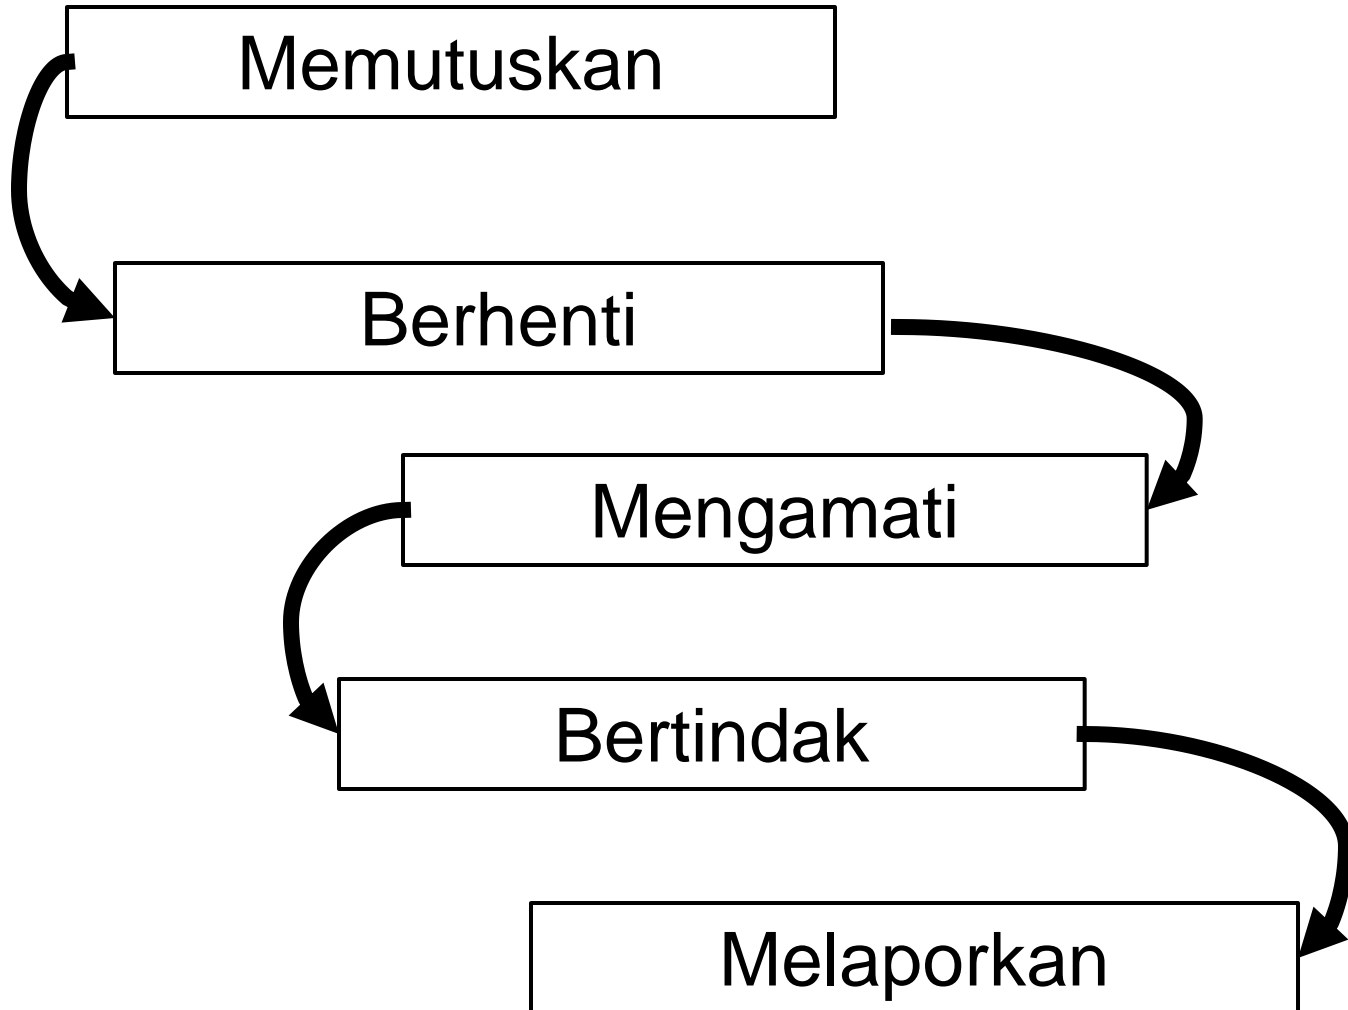 Memutuskan
Berhenti
Mengamati
Bertindak
Melaporkan